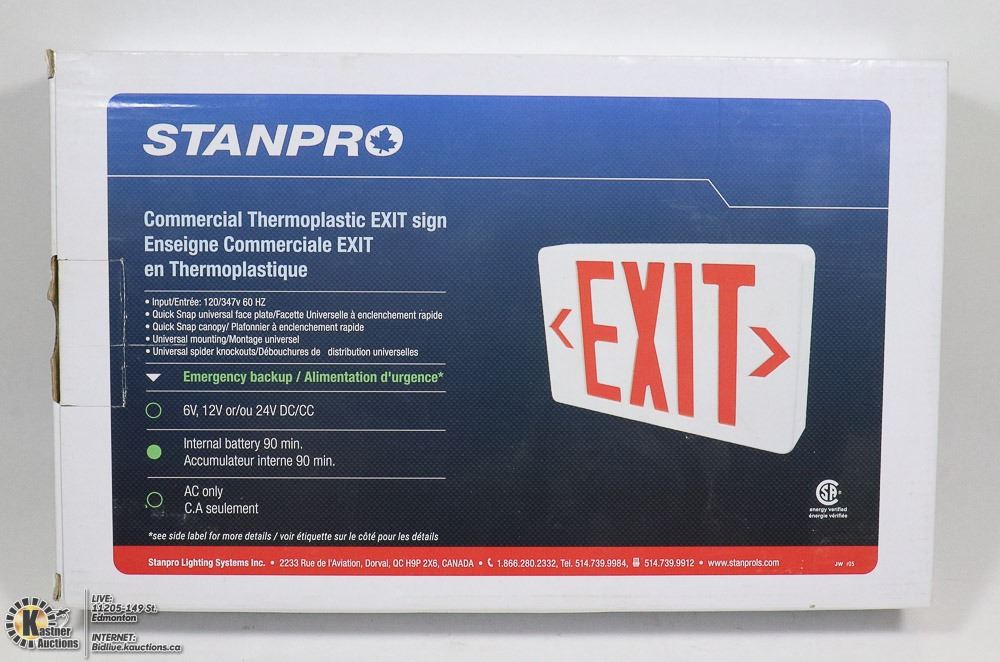 STANPRO
Commercial Thermoplastic EXIT sign
Enseigne Commerciale EXIT
en Thermoplastique
• Input/Entrée: 120/347v 60 HZ
• Quick Snap universal face plate/Facette Universelle à enclenchement rapide
• Quick Snap canopy/ Plafonnier à enclenchement rapide
• Universal mounting/Montage universel
• Universal spider knockouts/Débouchures de distribution universelles
Emergency backup / Alimentation d'urgence*
6V, 12V or/ou 24V DC/CC
Internal battery 90 min.
Accumulateur interne 90 min.
AC only
C.A seulement
*see side label for more details / voir étiquette sur le côté pour les détails
EXIT
CSA
energy verified
énergie vérifiée
Stanpro Lighting Systems Inc. • 2233 Rue de l'Aviation, Dorval, QC H9P 2X6, CANADA • 1.866.280.2332, Tel. 514.739.9984, 514.739.9912 • www.stanprols.com
JW r05
Kastner
Auctions
LIVE:
11205-149 St.
Edmonton
INTERNET:
Bidlive.kauctions.ca